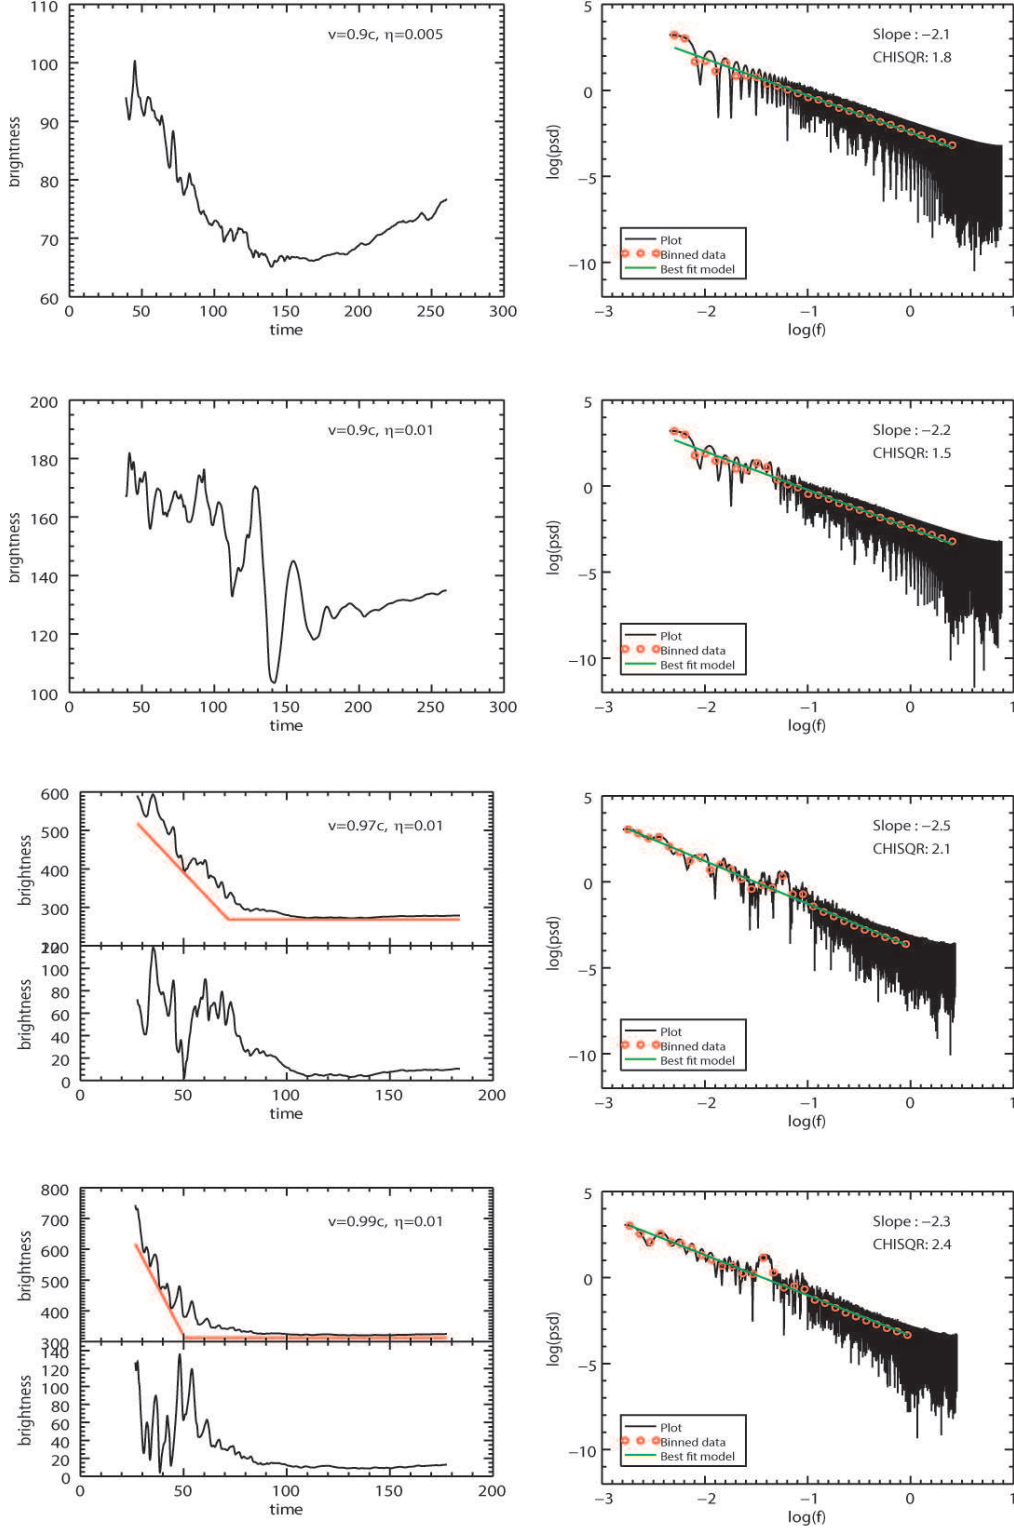 v=0.9c, η=0.005
brightness
110
100
90
80
70
60
0
50
100
150
200
250
300
time
Slope : −2.1
CHISQR: 1.8
log(psd)
5
0
−5
−10
Plot
Binned data
Best fit model
−3
−2
−1
0
1
log(f)
v=0.9c, η=0.01
brightness
200
180
160
140
120
100
0
50
100
150
200
250
300
time
Slope : −2.2
CHISQR: 1.5
log(psd)
5
0
−5
−10
Plot
Binned data
Best fit model
−3
−2
−1
0
1
log(f)
v=0.97c, η=0.01
brightness
600
500
400
300
brightness
100
80
60
40
20
0
0
50
100
150
200
time
Slope : −2.5
CHISQR: 2.1
log(psd)
5
0
−5
−10
Plot
Binned data
Best fit model
−3
−2
−1
0
1
log(f)
v=0.99c, η=0.01
brightness
800
700
600
500
400
300
brightness
140
120
100
80
60
40
20
0
0
50
100
150
200
time
Slope : −2.3
CHISQR: 2.4
log(psd)
5
0
−5
−10
Plot
Binned data
Best fit model
−3
−2
−1
0
1
log(f)